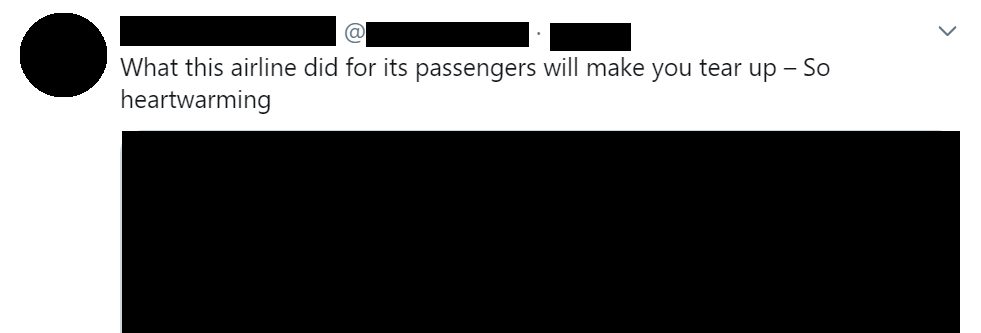 @ ·
What this airline did for its passengers will make you tear up – So
heartwarming